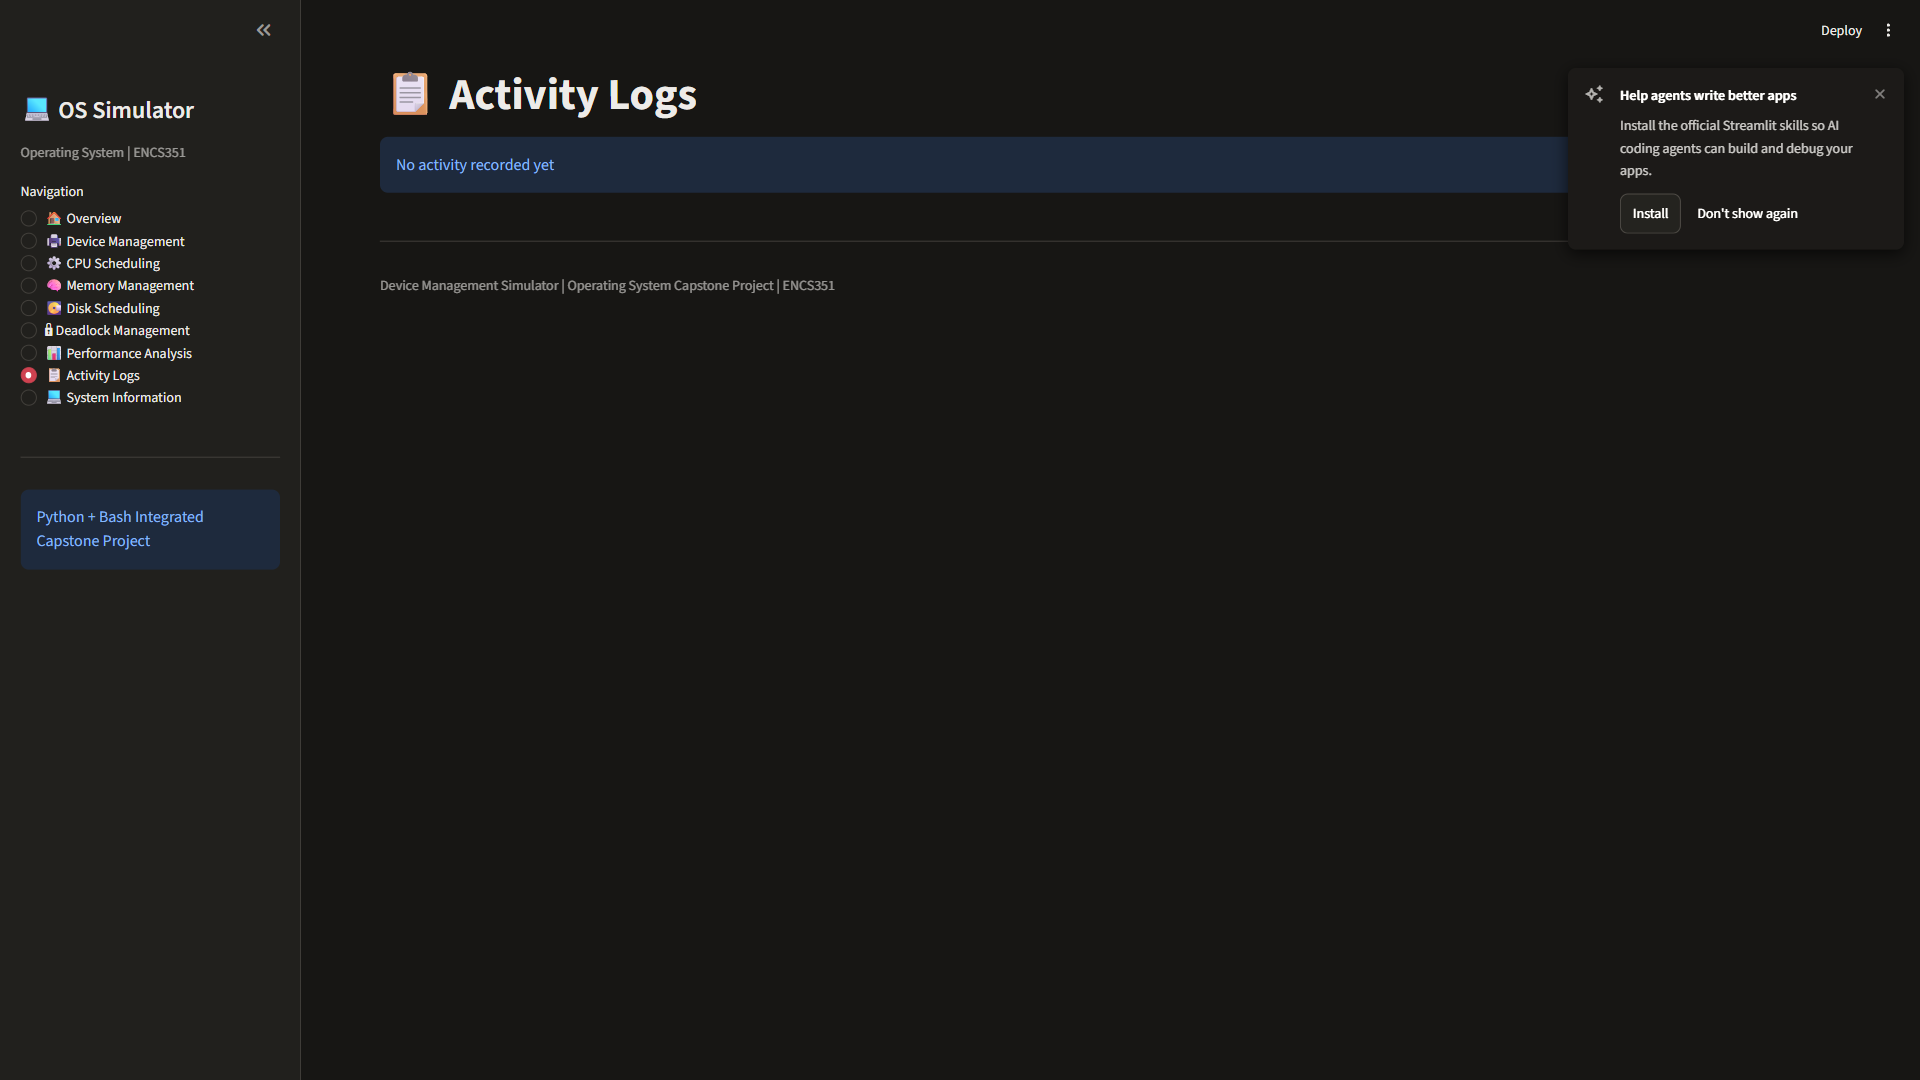 OS Simulator
Operating System | ENCS351
Navigation
Overview
Device Management
CPU Scheduling
Memory Management
Disk Scheduling
Deadlock Management
Performance Analysis
Activity Logs
System Information
Python + Bash Integrated
Capstone Project
Deploy
Activity Logs
No activity recorded yet
Device Management Simulator | Operating System Capstone Project | ENCS351
Help agents write better apps
Install the official Streamlit skills so AI
coding agents can build and debug your
apps.
Install
Don't show again